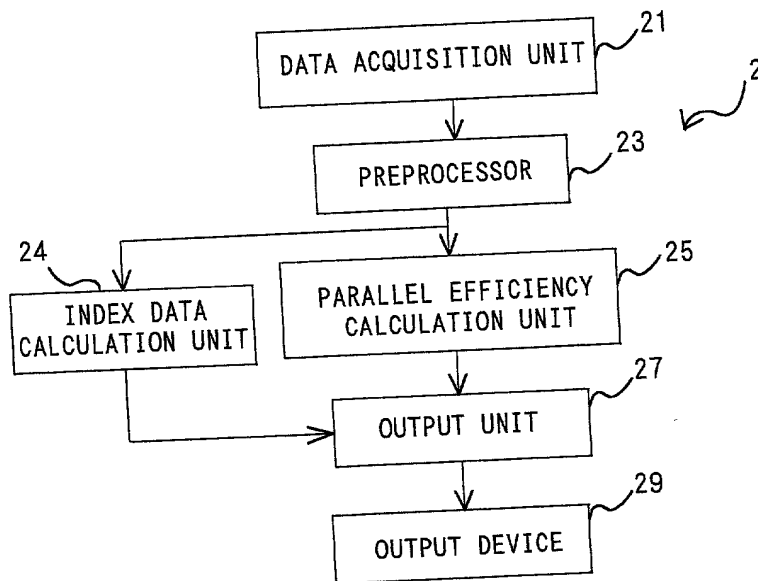 21
DATA ACQUISITION UNIT
2
23
PREPROCESSOR
24
25
INDEX DATA
CALCULATION UNIT
PARALLEL EFFICIENCY
CALCULATION UNIT
27
OUTPUT UNIT
29
OUTPUT DEVICE